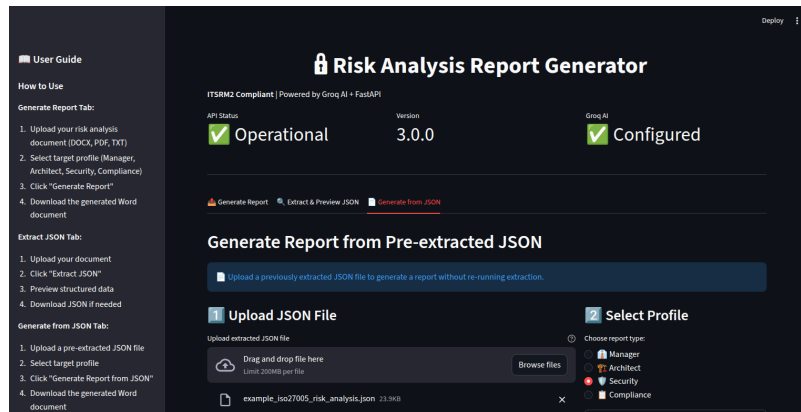 Deploy
📖 User Guide
How to Use
Generate Report Tab:
1. Upload your risk analysis
document (DOCX, PDF, TXT)
2. Select target profile (Manager,
Architect, Security, Compliance)
3. Click "Generate Report"
4. Download the generated Word
document
Extract JSON Tab:
1. Upload your document
2. Click "Extract JSON"
3. Preview structured data
4. Download JSON if needed
Generate from JSON Tab:
1. Upload a pre-extracted JSON file
2. Select target profile
3. Click "Generate Report from JSON"
4. Download the generated Word
document
🔒 Risk Analysis Report Generator
ITSRM2 Compliant | Powered by Groq AI + FastAPI
API Status
✅ Operational
Version
3.0.0
Groq AI
✅ Configured
📤 Generate Report 🔍 Extract & Preview JSON 📄 Generate from JSON
Generate Report from Pre-extracted JSON
📄 Upload a previously extracted JSON file to generate a report without re-running extraction.
1️⃣ Upload JSON File
Upload extracted JSON file
Drag and drop file here
Limit 200MB per file
Browse files
example_iso27005_risk_analysis.json 23.9KB
2️⃣ Select Profile
Choose report type:
👔 Manager
🏗️ Architect
🛡️ Security
📋 Compliance